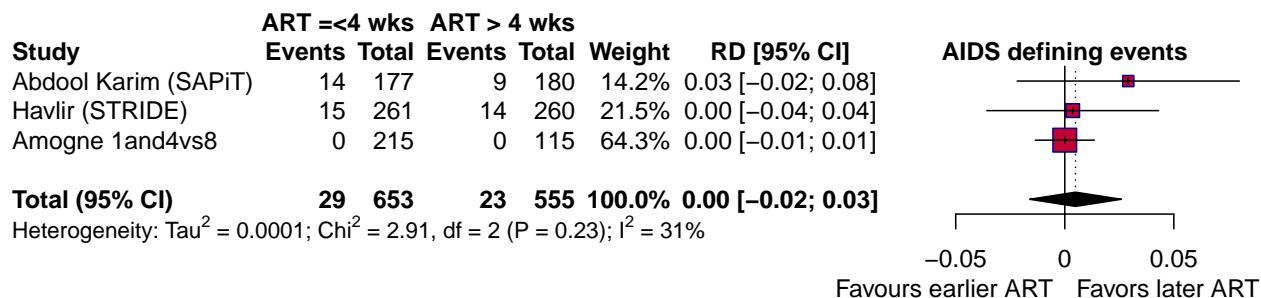 ART =<4 wks ART > 4 wks
Study Events Total Events Total Weight RD [95% CI] AIDS defining events
Abdool Karim (SAPiT) 14 177 9 180 14.2% 0.03 [−0.02; 0.08]
Havlir (STRIDE) 15 261 14 260 21.5% 0.00 [−0.04; 0.04]
Amogne 1and4vs8 0 215 0 115 64.3% 0.00 [−0.01; 0.01]
Total (95% CI) 29 653 23 555 100.0% 0.00 [−0.02; 0.03]
Heterogeneity: Tau² = 0.0001; Chi² = 2.91, df = 2 (P = 0.23); I² = 31%
−0.05 0 0.05
Favours earlier ART Favors later ART